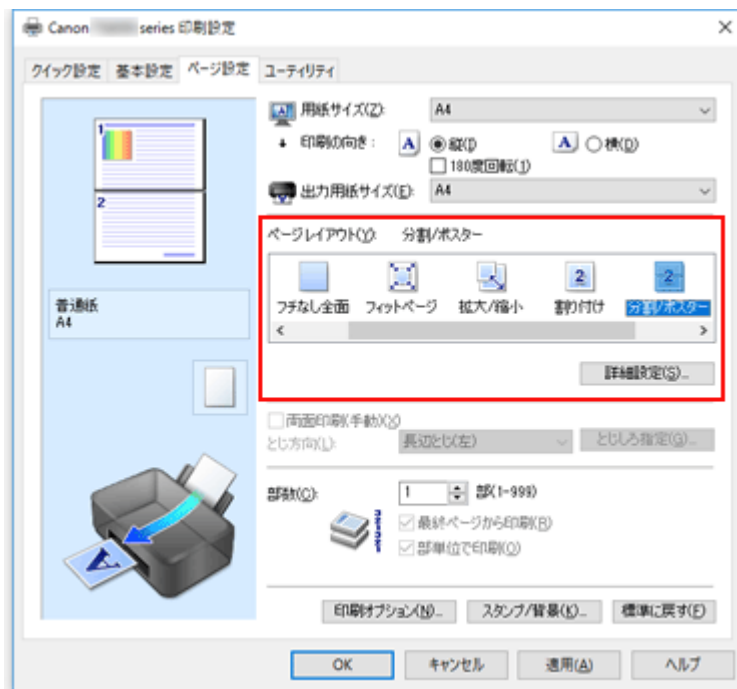 Canon series 印刷設定
クイック設定 基本設定 ページ設定 ユーティリティ
用紙サイズ(Z): A4
印刷の向き: A 縦(I) A 横(D)
180度回転(1)
出力用紙サイズ(E): A4
ページレイアウト(Y): 分割/ポスター
2 2
フチなし全面 フィットページ 拡大/縮小 割り付け 分割/ポスター
詳細設定(S)...
1
2
普通紙
A4
両面印刷(手動)(X)
とじ方向(L): 長辺とじ(左) とじしろ指定(G)...
部数(C): 1 部(1-999)
最終ページから印刷(R)
部単位で印刷(O)
A
印刷オプション(N)... スタンプ/背景(K)... 標準に戻す(F)
OK キャンセル 適用(A) ヘルプ